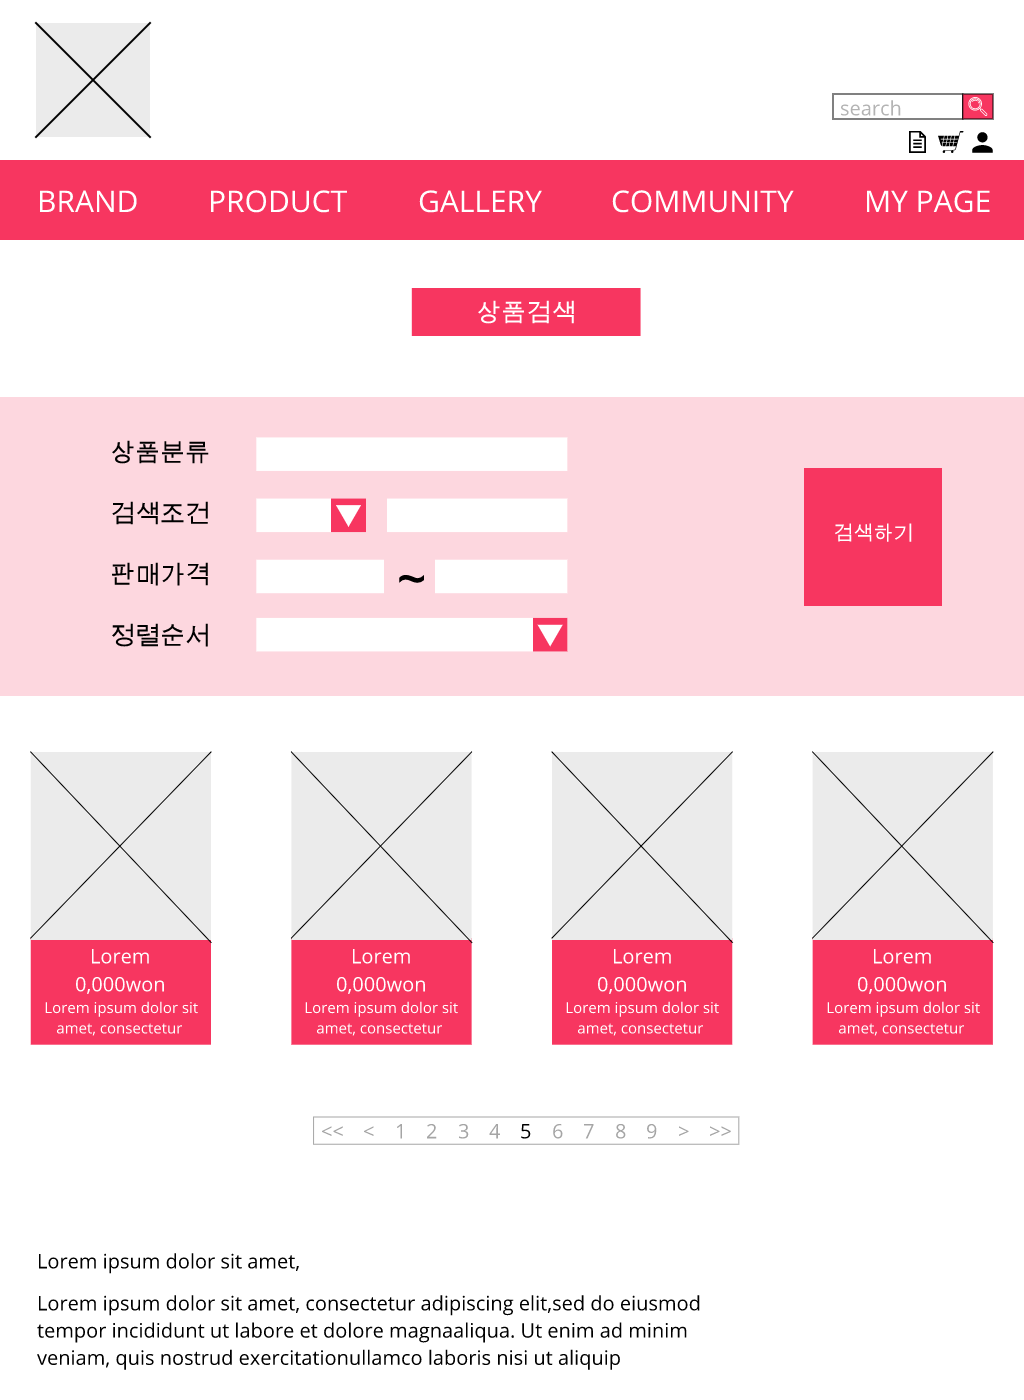 search
BRAND PRODUCT GALLERY COMMUNITY MY PAGE
상품검색
상품분류
검색조건
판매가격 ~
정렬순서
검색하기
Lorem
0,000won
Lorem ipsum dolor sit
amet, consectetur
Lorem
0,000won
Lorem ipsum dolor sit
amet, consectetur
Lorem
0,000won
Lorem ipsum dolor sit
amet, consectetur
Lorem
0,000won
Lorem ipsum dolor sit
amet, consectetur
<< < 1 2 3 4 5 6 7 8 9 > >>
Lorem ipsum dolor sit amet,
Lorem ipsum dolor sit amet, consectetur adipiscing elit,sed do eiusmod
tempor incididunt ut labore et dolore magnaaliqua. Ut enim ad minim
veniam, quis nostrud exercitationullamco laboris nisi ut aliquip